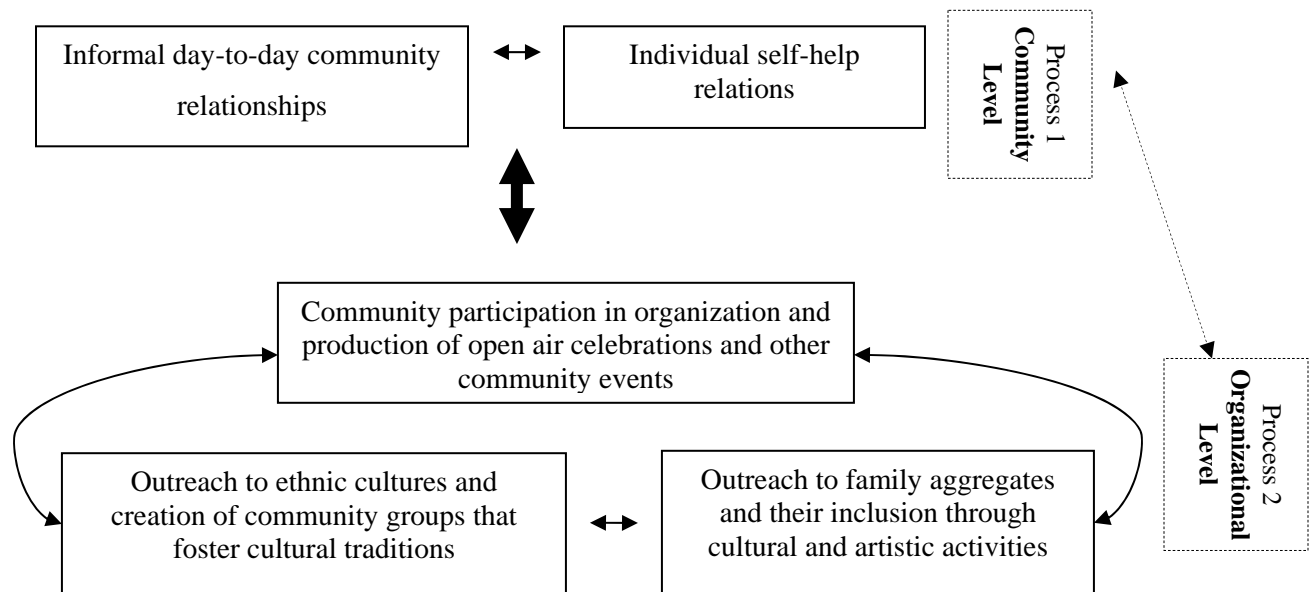 Informal day-to-day community
relationships
Individual self-help
relations
Process 1
Community
Level
Community participation in organization and
production of open air celebrations and other
community events
Process 2
Organizational
Level
Outreach to ethnic cultures and
creation of community groups that
foster cultural traditions
Outreach to family aggregates
and their inclusion through
cultural and artistic activities